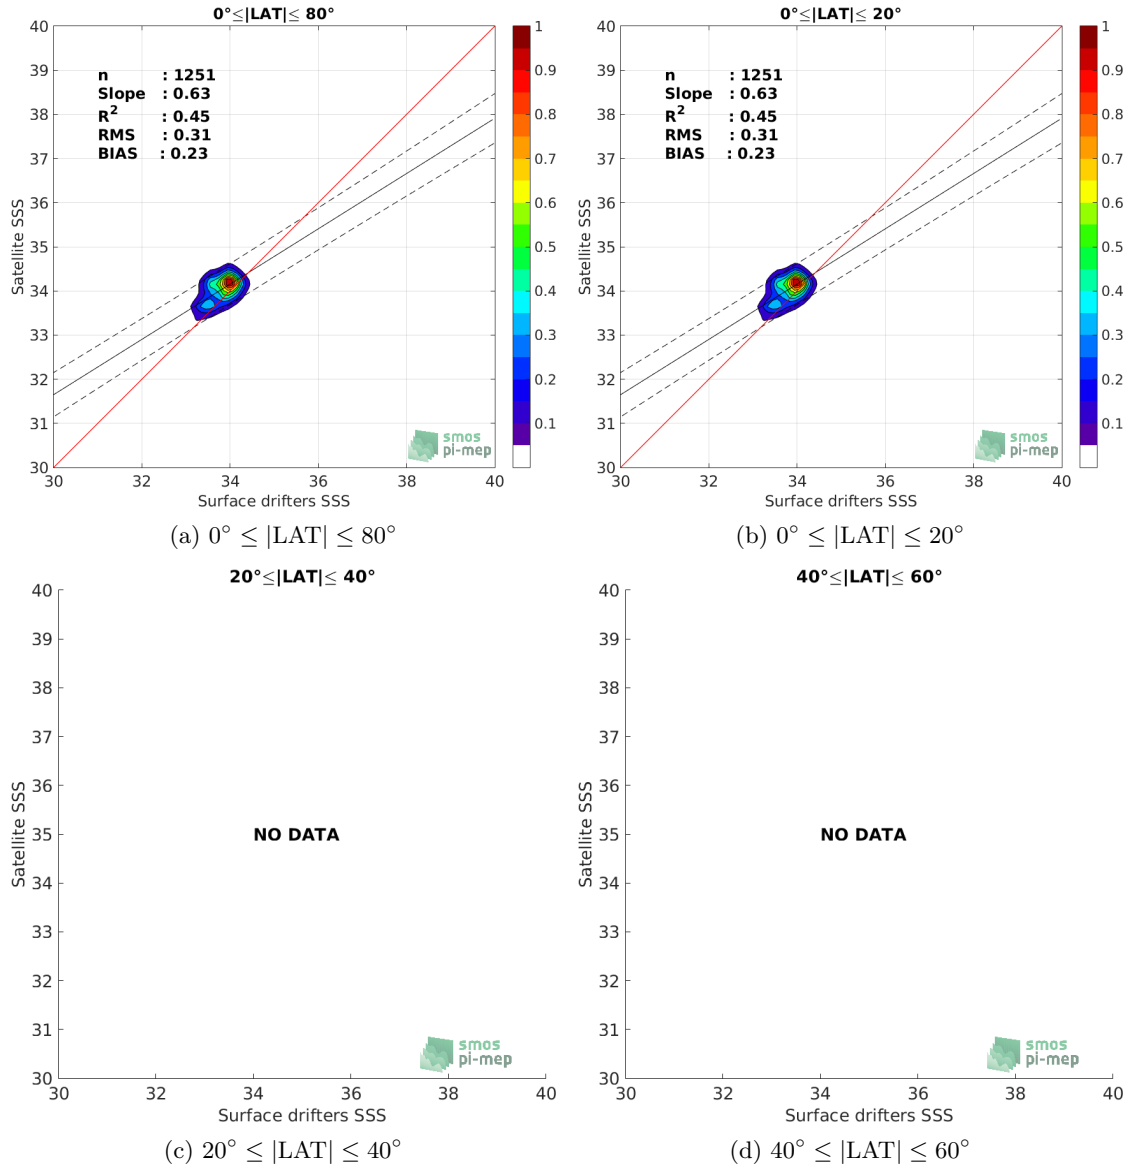 0°≤|LAT|≤ 80°
40
39
38
37
36
35
34
33
32
31
30
Satellite SSS
n : 1251
Slope : 0.63
R² : 0.45
RMS : 0.31
BIAS : 0.23
smos
pi-mep
30 32 34 36 38 40
Surface drifters SSS
1
0.9
0.8
0.7
0.6
0.5
0.4
0.3
0.2
0.1
(a) 0° ≤ |LAT| ≤ 80°
0°≤|LAT|≤ 20°
40
39
38
37
36
35
34
33
32
31
30
Satellite SSS
n : 1251
Slope : 0.63
R² : 0.45
RMS : 0.31
BIAS : 0.23
smos
pi-mep
30 32 34 36 38 40
Surface drifters SSS
1
0.9
0.8
0.7
0.6
0.5
0.4
0.3
0.2
0.1
(b) 0° ≤ |LAT| ≤ 20°
20°≤|LAT|≤ 40°
40
39
38
37
36
35
34
33
32
31
30
Satellite SSS
NO DATA
smos
pi-mep
30 32 34 36 38 40
Surface drifters SSS
(c) 20° ≤ |LAT| ≤ 40°
40°≤|LAT|≤ 60°
40
39
38
37
36
35
34
33
32
31
30
Satellite SSS
NO DATA
smos
pi-mep
30 32 34 36 38 40
Surface drifters SSS
(d) 40° ≤ |LAT| ≤ 60°